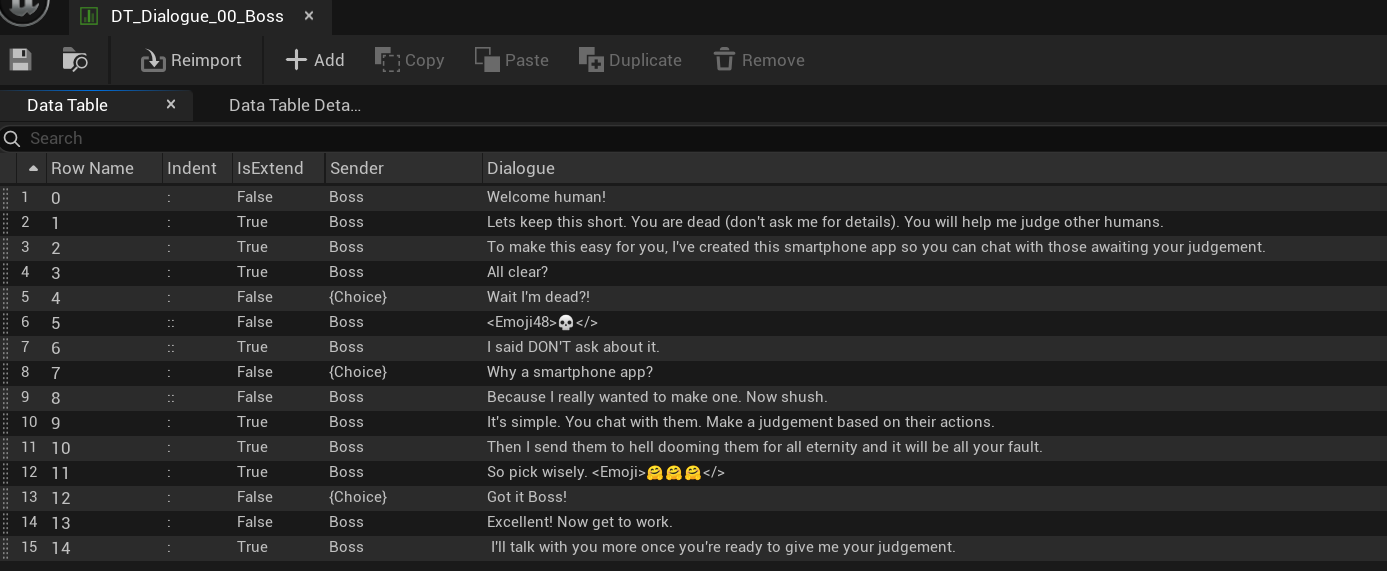 DT_Dialogue_00_Boss ×
Reimport Add Copy Paste Duplicate Remove
Data Table × Data Table Deta...
Search
Row Name Indent IsExtend Sender Dialogue
1 0 : False Boss Welcome human!
2 1 : True Boss Lets keep this short. You are dead (don't ask me for details). You will help me judge other humans.
3 2 : True Boss To make this easy for you, I've created this smartphone app so you can chat with those awaiting your judgement.
4 3 : True Boss All clear?
5 4 : False {Choice} Wait I'm dead?!
6 5 :: False Boss <Emoji48>💀</>
7 6 :: True Boss I said DON'T ask about it.
8 7 : False {Choice} Why a smartphone app?
9 8 :: False Boss Because I really wanted to make one. Now shush.
10 9 : True Boss It's simple. You chat with them. Make a judgement based on their actions.
11 10 : True Boss Then I send them to hell dooming them for all eternity and it will be all your fault.
12 11 : True Boss So pick wisely. <Emoji>🤗🤗🤗</>
13 12 : False {Choice} Got it Boss!
14 13 : False Boss Excellent! Now get to work.
15 14 : True Boss I'll talk with you more once you're ready to give me your judgement.